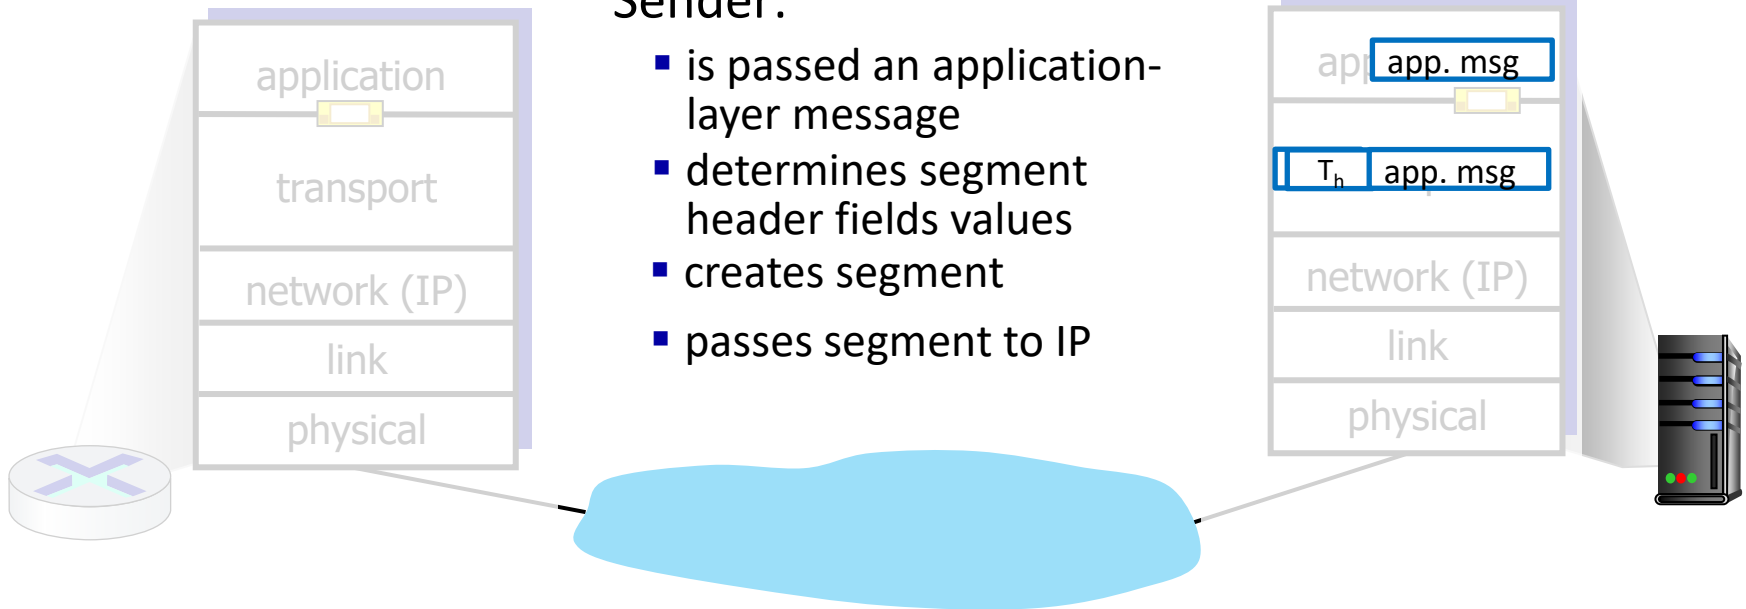 Sender:
application
transport
network (IP)
link
physical
▪ is passed an application-
layer message
▪ determines segment
header fields values
▪ creates segment
▪ passes segment to IP
app
app. msg
Th
app. msg
network (IP)
link
physical